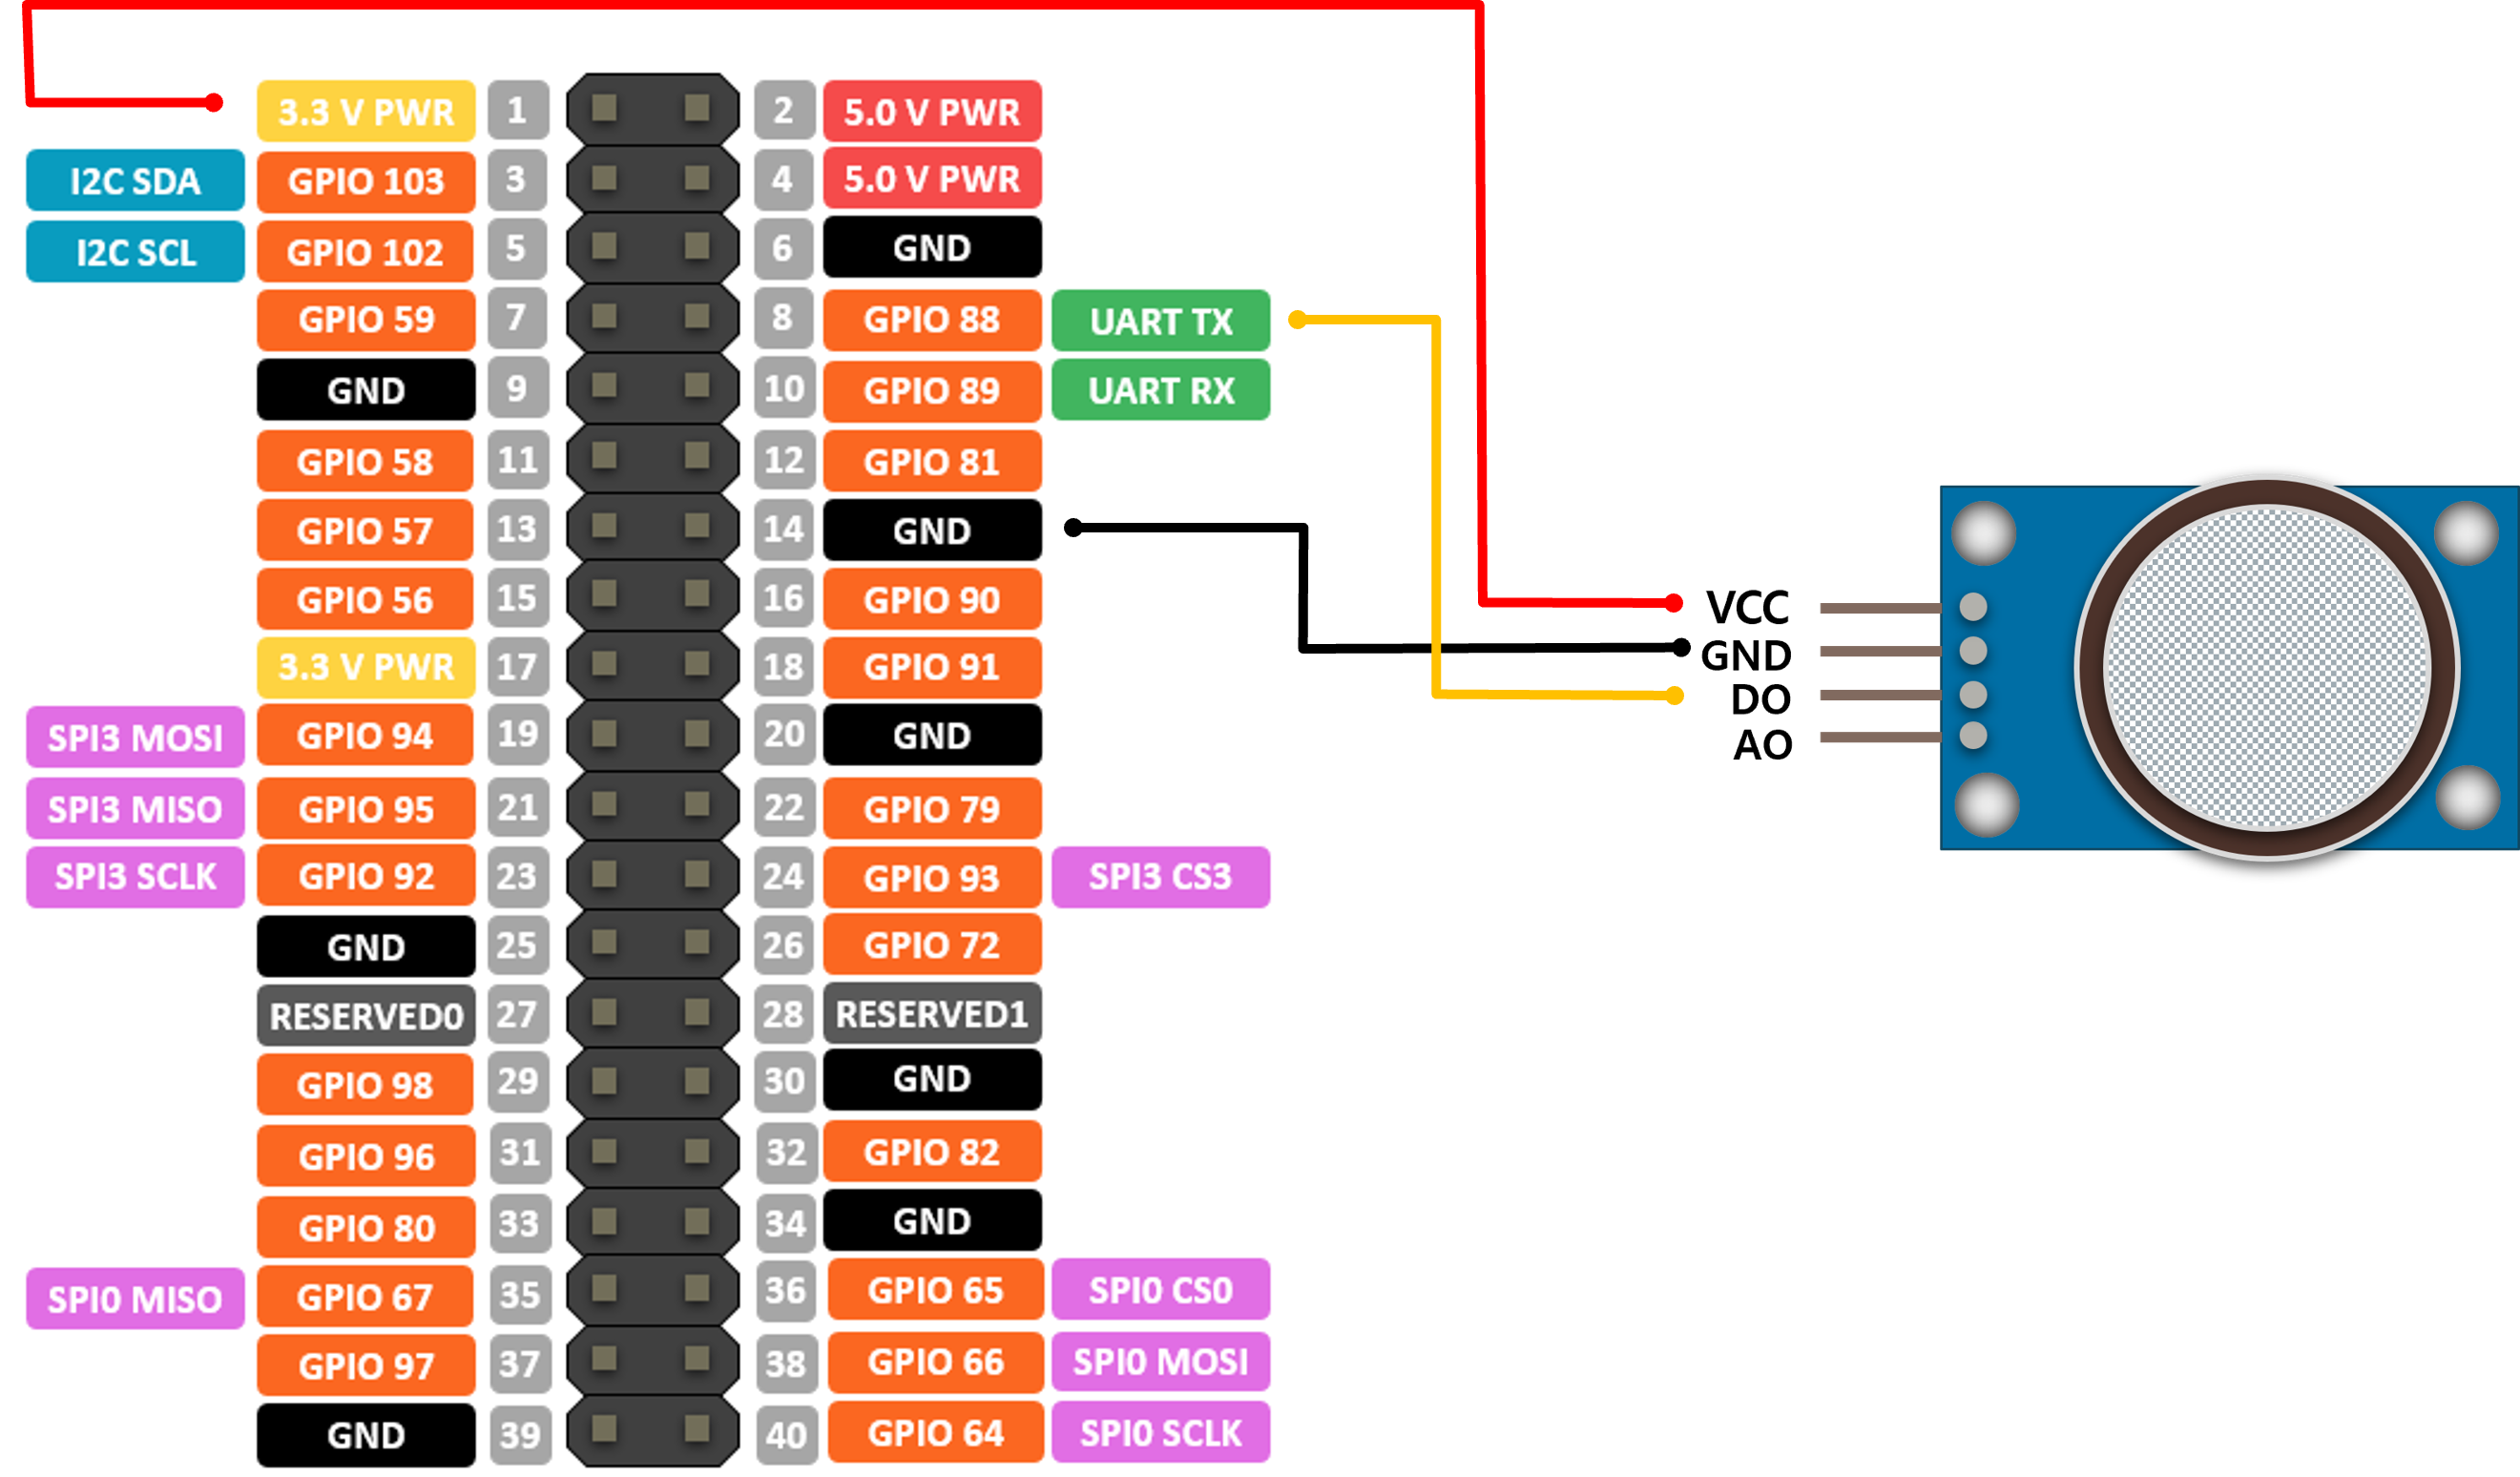 3.3 V PWR 1 2 5.0 V PWR
I2C SDA GPIO 103 3 4 5.0 V PWR
I2C SCL GPIO 102 5 6 GND
GPIO 59 7 8 GPIO 88 UART TX
GND 9 10 GPIO 89 UART RX
GPIO 58 11 12 GPIO 81
GPIO 57 13 14 GND
GPIO 56 15 16 GPIO 90
3.3 V PWR 17 18 GPIO 91
SPI3 MOSI GPIO 94 19 20 GND
SPI3 MISO GPIO 95 21 22 GPIO 79
SPI3 SCLK GPIO 92 23 24 GPIO 93 SPI3 CS3
GND 25 26 GPIO 72
RESERVED0 27 28 RESERVED1
GPIO 98 29 30 GND
GPIO 96 31 32 GPIO 82
GPIO 80 33 34 GND
SPI0 MISO GPIO 67 35 36 GPIO 65 SPI0 CS0
GPIO 97 37 38 GPIO 66 SPI0 MOSI
GND 39 40 GPIO 64 SPI0 SCLK
VCC
GND
DO
AO